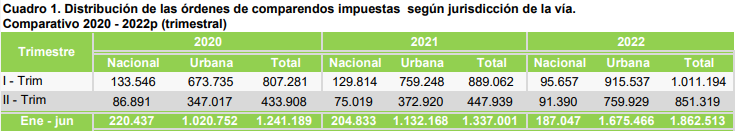 Cuadro 1. Distribución de las órdenes de comparendos impuestas según jurisdicción de la vía.
Comparativo 2020 - 2022p (trimestral)
Trimestre 2020 2021 2022
Nacional Urbana Total Nacional Urbana Total Nacional Urbana Total
I - Trim 133.546 673.735 807.281 129.814 759.248 889.062 95.657 915.537 1.011.194
II - Trim 86.891 347.017 433.908 75.019 372.920 447.939 91.390 759.929 851.319
Ene - jun 220.437 1.020.752 1.241.189 204.833 1.132.168 1.337.001 187.047 1.675.466 1.862.513